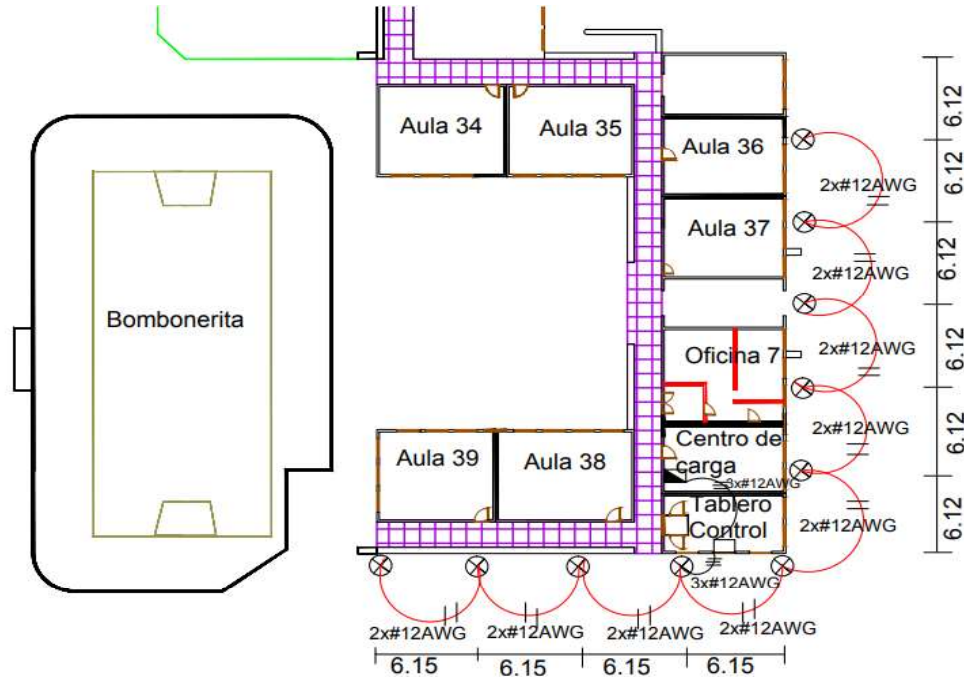 Aula 34
Aula 35
Aula 36
6.12
6.12
2x#12AWG
Aula 37
6.12
2x#12AWG
Bombonerita
Oficina 7
2x#12AWG
6.12
2x#12AWG
Aula 39
Aula 38
Centro de
carga
3x#12AWG
6.12
Tablero
Control
2x#12AWG
6.12
3x#12AWG
2x#12AWG
2x#12AWG
2x#12AWG
2x#12AWG
6.15
6.15
6.15
6.15